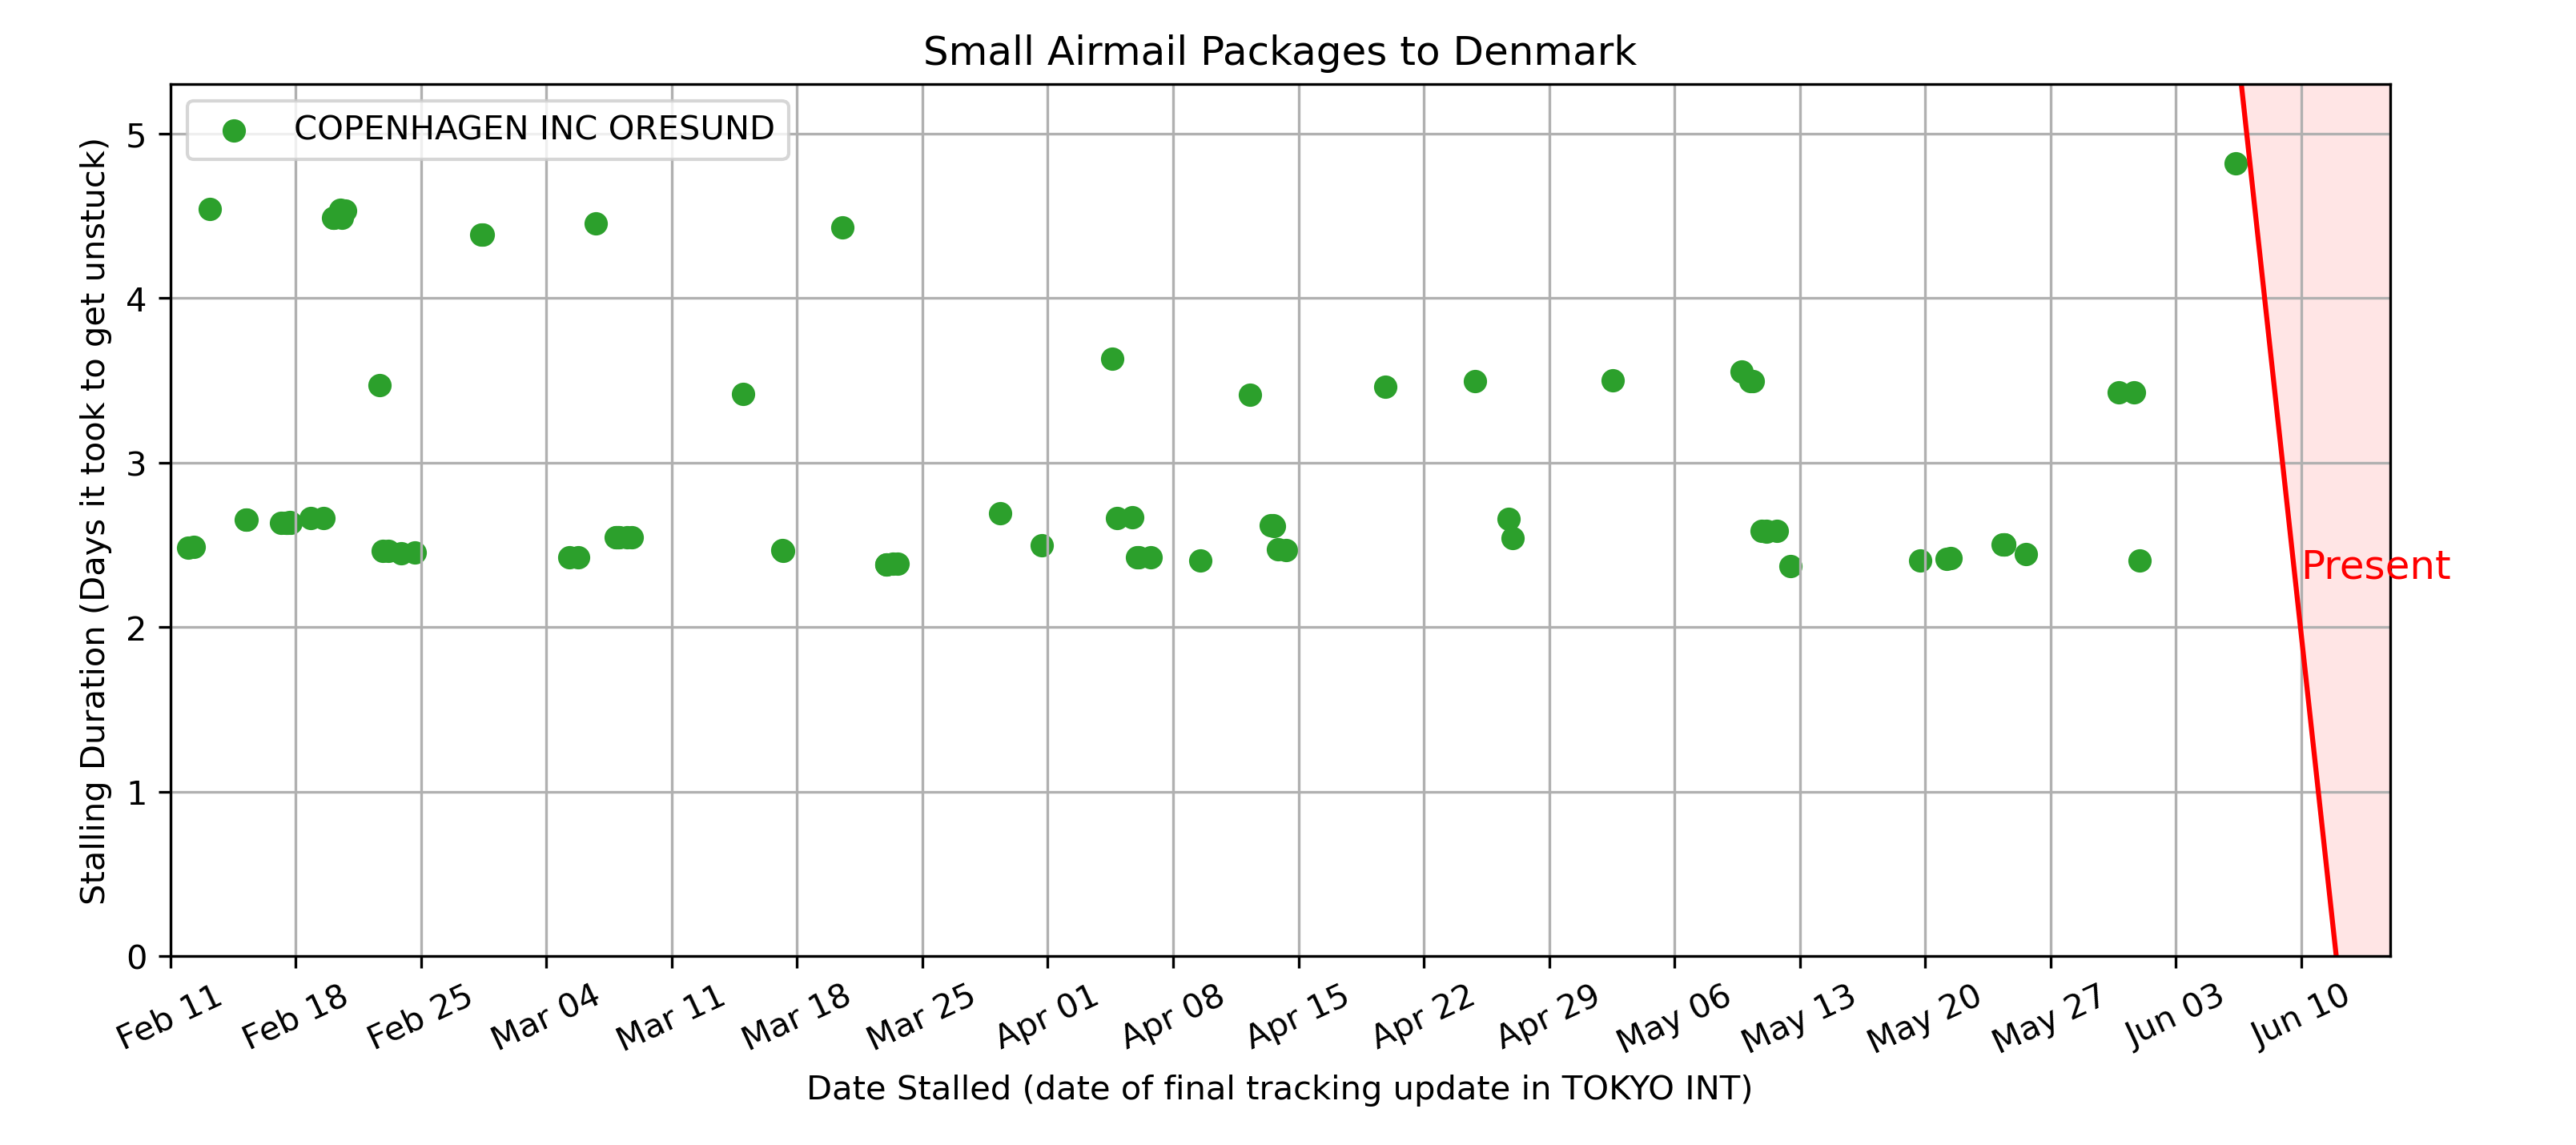 Small Airmail Packages to Denmark
COPENHAGEN INC ORESUND
Stalling Duration (Days it took to get unstuck)
5
4
3
2
1
0
Present
Feb 11
Feb 18
Feb 25
Mar 04
Mar 11
Mar 18
Mar 25
Apr 01
Apr 08
Apr 15
Apr 22
Apr 29
May 06
May 13
May 20
May 27
Jun 03
Jun 10
Date Stalled (date of final tracking update in TOKYO INT)